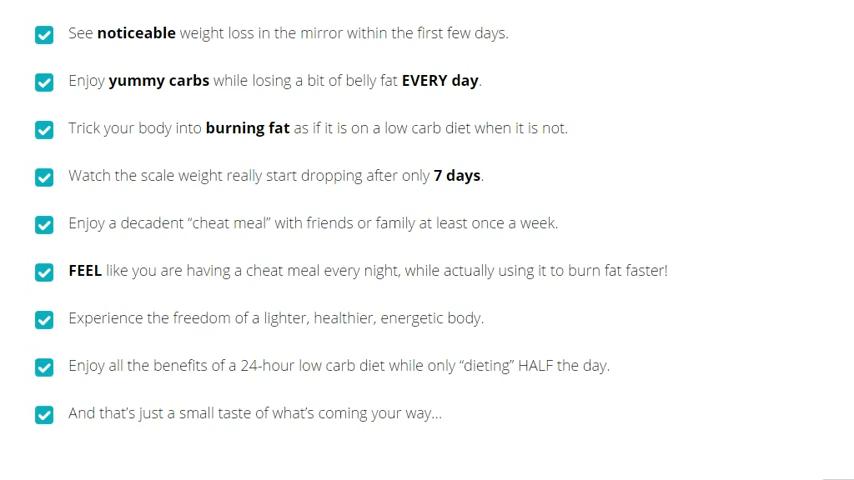 See noticeable weight loss in the mirror within the first few days.
Enjoy yummy carbs while losing a bit of belly fat EVERY day.
Trick your body into burning fat as if it is on a low carb diet when it is not.
Watch the scale weight really start dropping after only 7 days.
Enjoy a decadent “cheat meal” with friends or family at least once a week.
FEEL like you are having a cheat meal every night, while actually using it to burn fat faster!
Experience the freedom of a lighter, healthier, energetic body.
Enjoy all the benefits of a 24-hour low carb diet while only “dieting” HALF the day.
And that’s just a small taste of what’s coming your way…